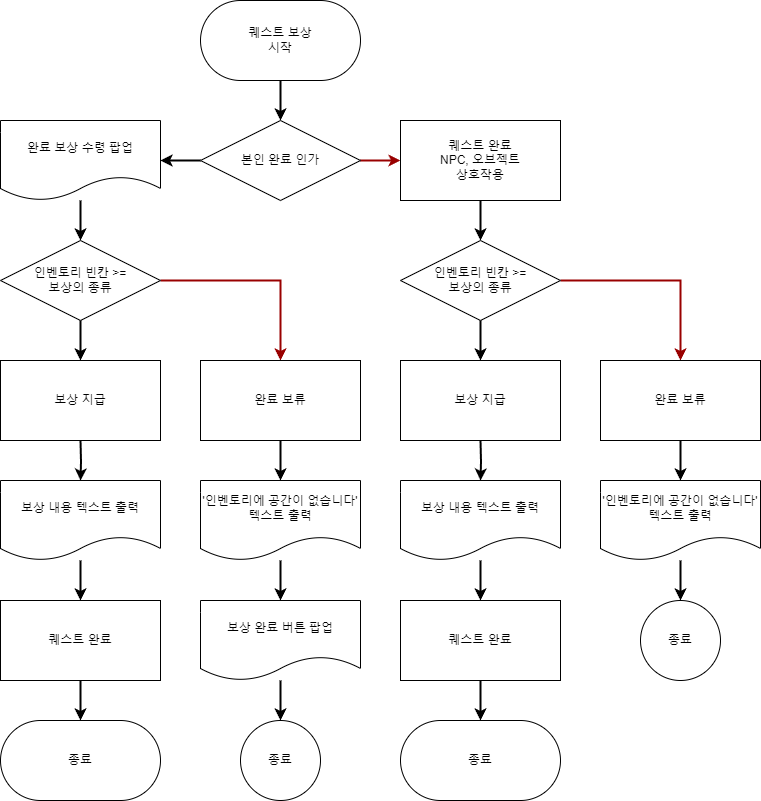 퀘스트 보상
시작
완료 보상 수령 팝업
본인 완료 인가
퀘스트 완료
NPC, 오브젝트
상호작용
인벤토리 빈칸 >=
보상의 종류
인벤토리 빈칸 >=
보상의 종류
보상 지급
완료 보류
보상 지급
완료 보류
보상 내용 텍스트 출력
'인벤토리에 공간이 없습니다'
텍스트 출력
보상 내용 텍스트 출력
'인벤토리에 공간이 없습니다'
텍스트 출력
퀘스트 완료
보상 완료 버튼 팝업
퀘스트 완료
종료
종료
종료
종료